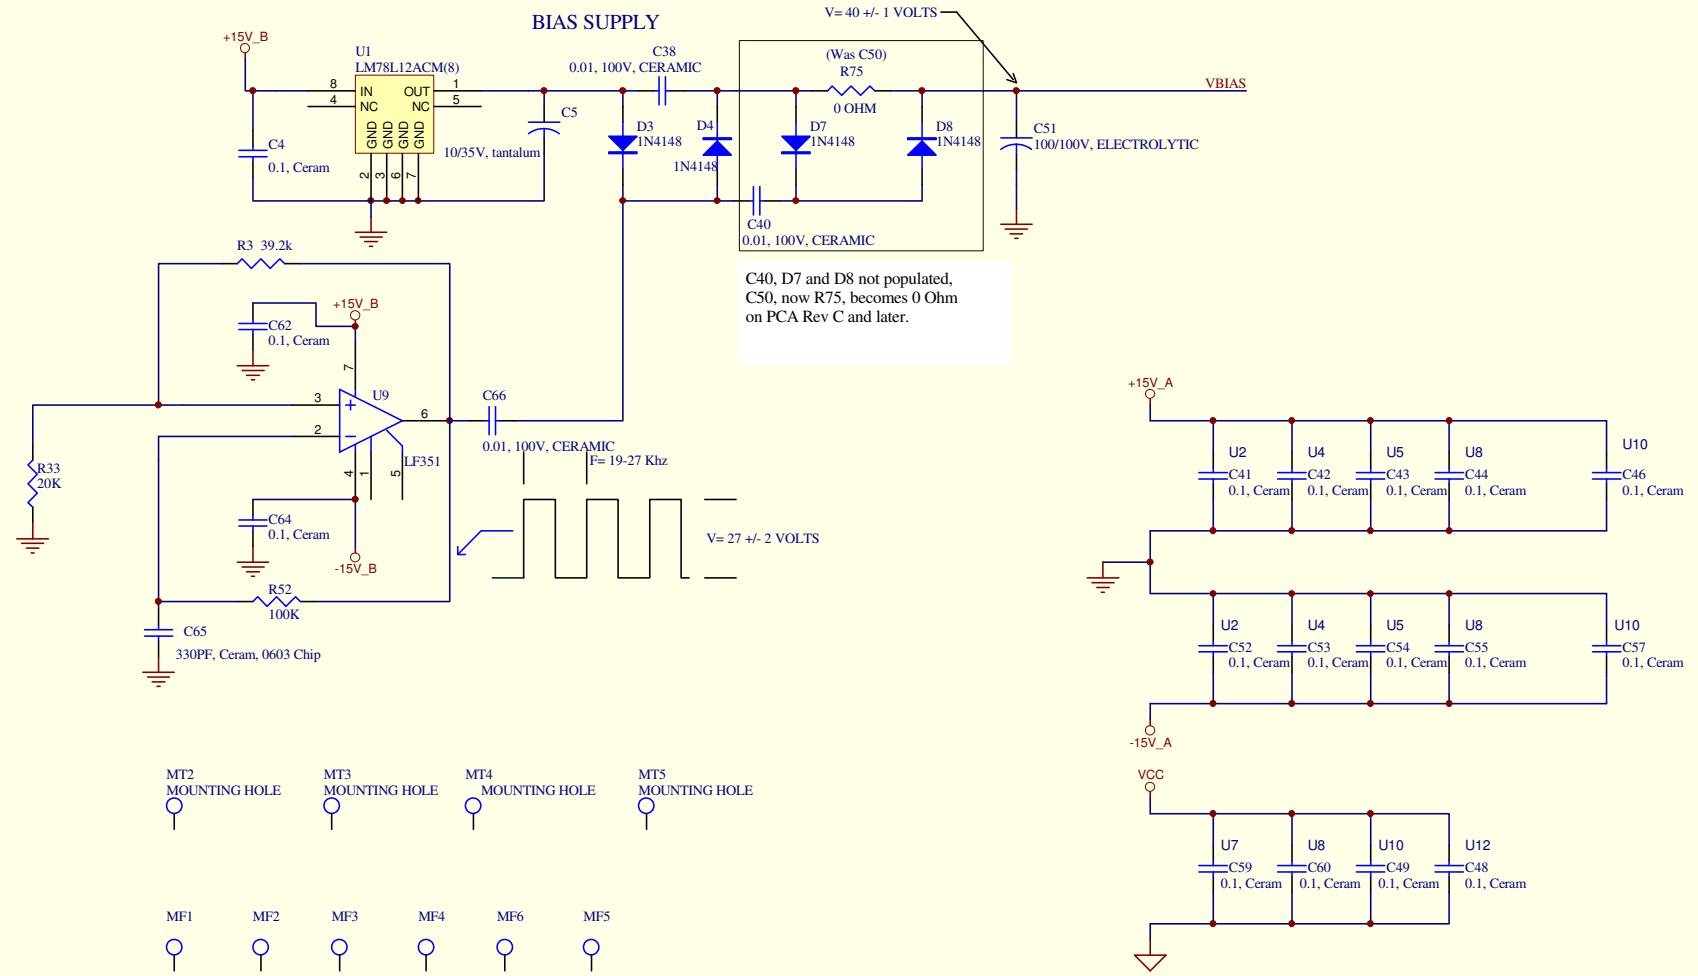 BIAS SUPPLY
V= 40 +/- 1 VOLTS
+15V_B
U1
LM78L12ACM(8)
8 IN OUT 1
4 NC NC 5
GND GND GND GND
2 3 6 7
C4
0.1, Ceram
C5
10/35V, tantalum
C38
0.01, 100V, CERAMIC
D3
1N4148
D4
1N4148
(Was C50)
R75
0 OHM
D7
1N4148
D8
1N4148
C40
0.01, 100V, CERAMIC
VBIAS
C51
100/100V, ELECTROLYTIC
C40, D7 and D8 not populated,
C50, now R75, becomes 0 Ohm
on PCA Rev C and later.
R3 39.2k
+15V_B
C62
0.1, Ceram
7
3
2
+
−
U9
6
LF351
4 1 5
C66
0.01, 100V, CERAMIC
F= 19-27 Khz
V= 27 +/- 2 VOLTS
R33
20K
C64
0.1, Ceram
-15V_B
R52
100K
C65
330PF, Ceram, 0603 Chip
+15V_A
U2
C41
0.1, Ceram
U4
C42
0.1, Ceram
U5
C43
0.1, Ceram
U8
C44
0.1, Ceram
U10
C46
0.1, Ceram
U2
C52
0.1, Ceram
U4
C53
0.1, Ceram
U5
C54
0.1, Ceram
U8
C55
0.1, Ceram
U10
C57
0.1, Ceram
-15V_A
VCC
U7
C59
0.1, Ceram
U8
C60
0.1, Ceram
U10
C49
0.1, Ceram
U12
C48
0.1, Ceram
MT2
MOUNTING HOLE
MT3
MOUNTING HOLE
MT4
MOUNTING HOLE
MT5
MOUNTING HOLE
MF1
MF2
MF3
MF4
MF6
MF5